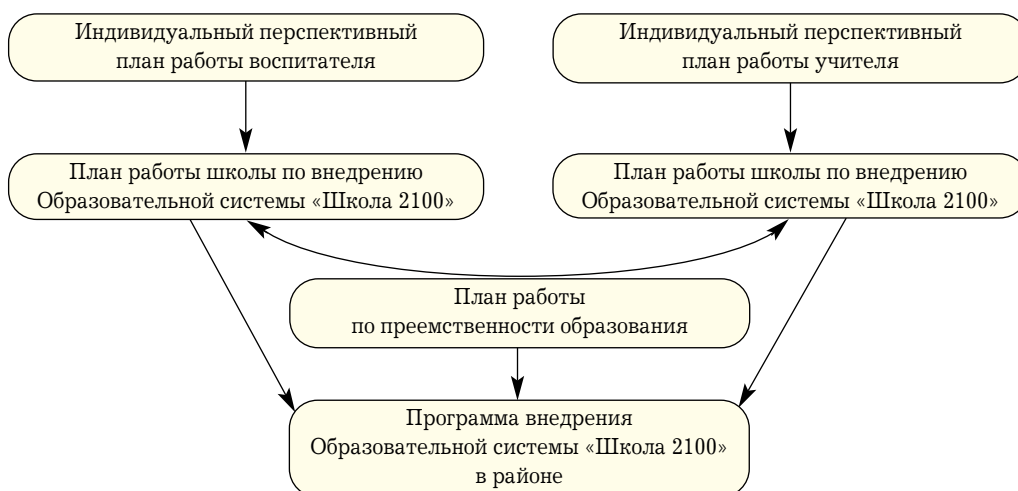 Индивидуальный перспективный
план работы воспитателя
Индивидуальный перспективный
план работы учителя
План работы школы по внедрению
Образовательной системы «Школа 2100»
План работы школы по внедрению
Образовательной системы «Школа 2100»
План работы
по преемственности образования
Программа внедрения
Образовательной системы «Школа 2100»
в районе